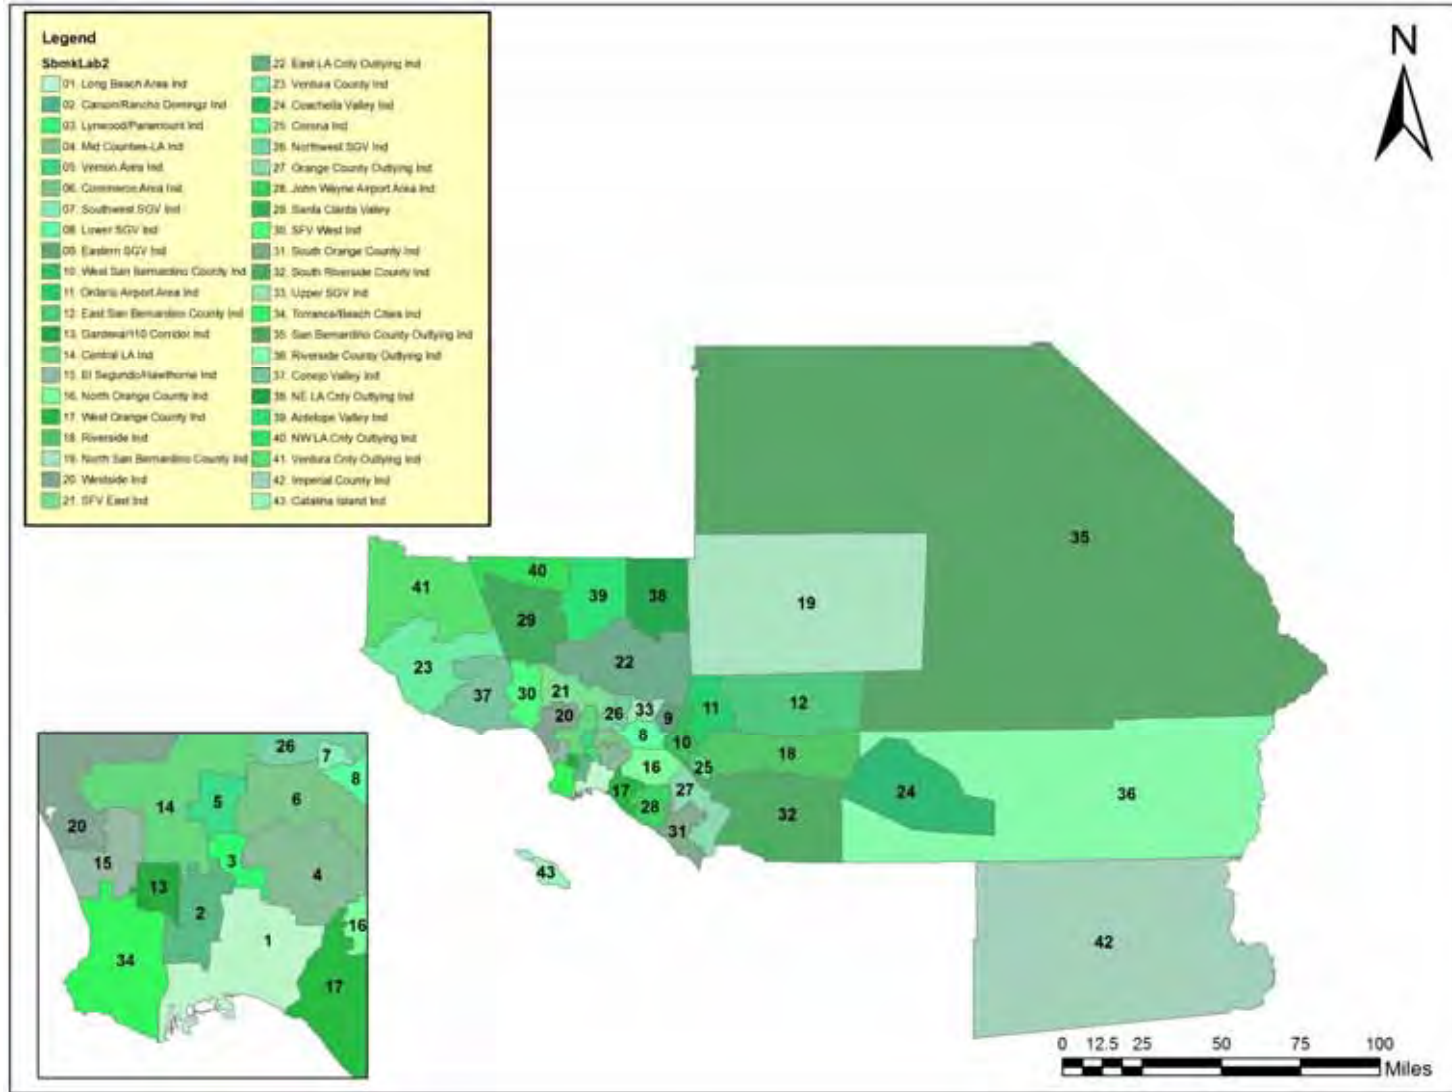 Legend
SbmkLab2
01. Long Beach Area Ind
02. Carson/Rancho Domingz Ind
03. Lynwood/Paramount Ind
04. Mid Counties-LA Ind
05. Vernon Area Ind
06. Commerce Area Ind
07. Southwest SGV Ind
08. Lower SGV Ind
09. Eastern SGV Ind
10. West San Bernardino County Ind
11. Ontario Airport Area Ind
12. East San Bernardino County Ind
13. Gardena/110 Corridor Ind
14. Central LA Ind
15. El Segundo/Hawthorne Ind
16. North Orange County Ind
17. West Orange County Ind
18. Riverside Ind
19. North San Bernardino County Ind
20. Westside Ind
21. SFV East Ind
22. East LA Cnty Outlying Ind
23. Ventura County Ind
24. Coachella Valley Ind
25. Corona Ind
26. Northwest SGV Ind
27. Orange County Outlying Ind
28. John Wayne Airport Area Ind
29. Santa Clarita Valley
30. SFV West Ind
31. South Orange County Ind
32. South Riverside County Ind
33. Upper SGV Ind
34. Torrance/Beach Cities Ind
35. San Bernardino County Outlying Ind
36. Riverside County Outlying Ind
37. Conejo Valley Ind
38. NE LA Cnty Outlying Ind
39. Antelope Valley Ind
40. NW LA Cnty Outlying Ind
41. Ventura Cnty Outlying Ind
42. Imperial County Ind
43. Catalina Island Ind
N
35
41
40
39
38
19
29
22
23
37
30
21
20
26
33
9
11
12
8
10
18
16
25
24
36
17
27
28
32
31
43
42
26
7
8
14
5
6
20
15
3
4
13
2
16
1
34
17
0 12.5 25 50 75 100
Miles